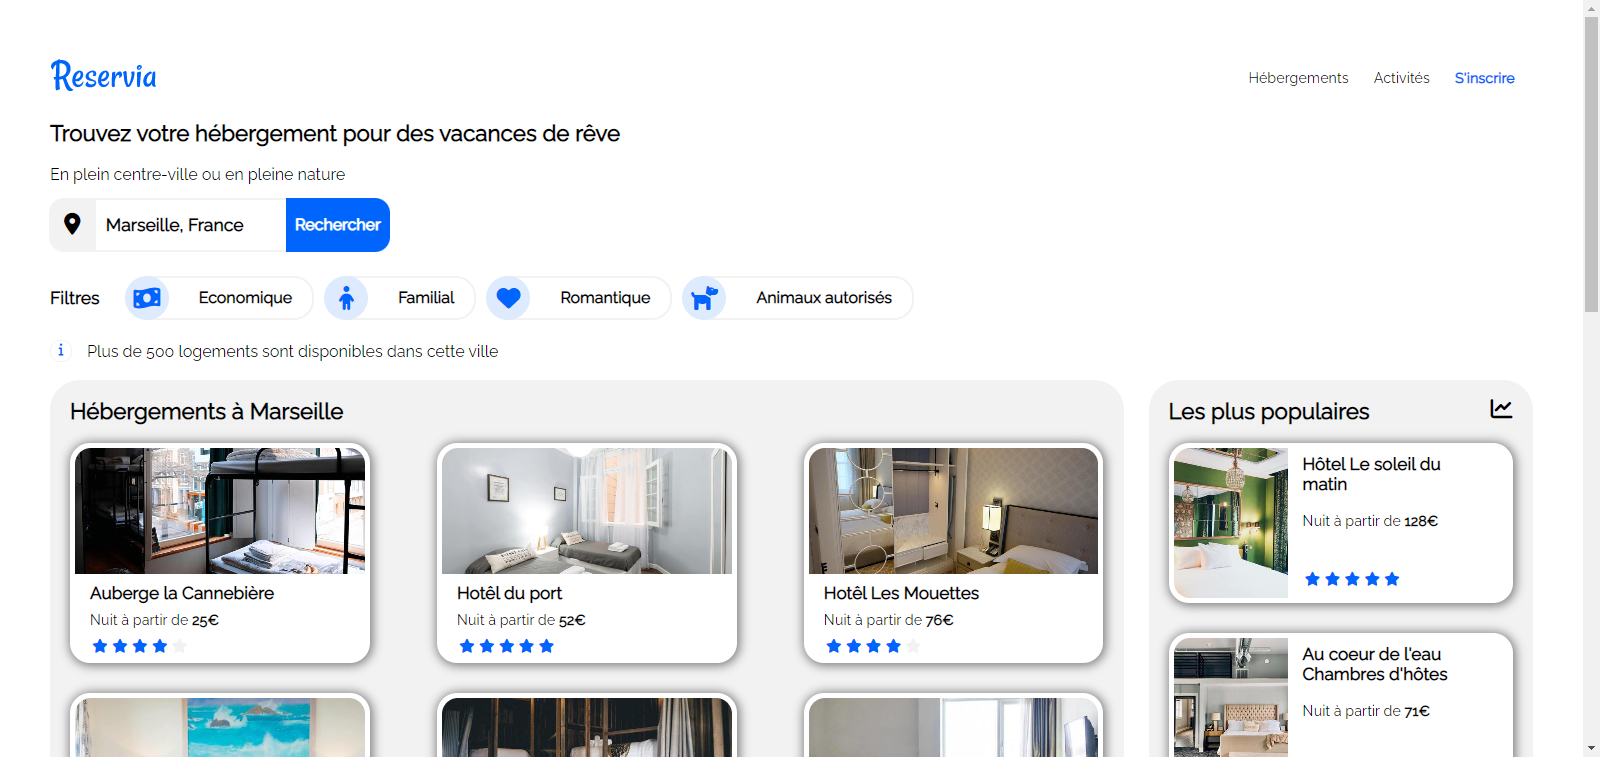 Reservia
Hébergements
Activités
S'inscrire
Trouvez votre hébergement pour des vacances de rêve
En plein centre-ville ou en pleine nature
Marseille, France
Rechercher
Filtres
Economique
Familial
Romantique
Animaux autorisés
Plus de 500 logements sont disponibles dans cette ville
Hébergements à Marseille
Auberge la Cannebière
Nuit à partir de 25€
Hotêl du port
Nuit à partir de 52€
Hotêl Les Mouettes
Nuit à partir de 76€
Les plus populaires
Hôtel Le soleil du
matin
Nuit à partir de 128€
Au coeur de l'eau
Chambres d'hôtes
Nuit à partir de 71€